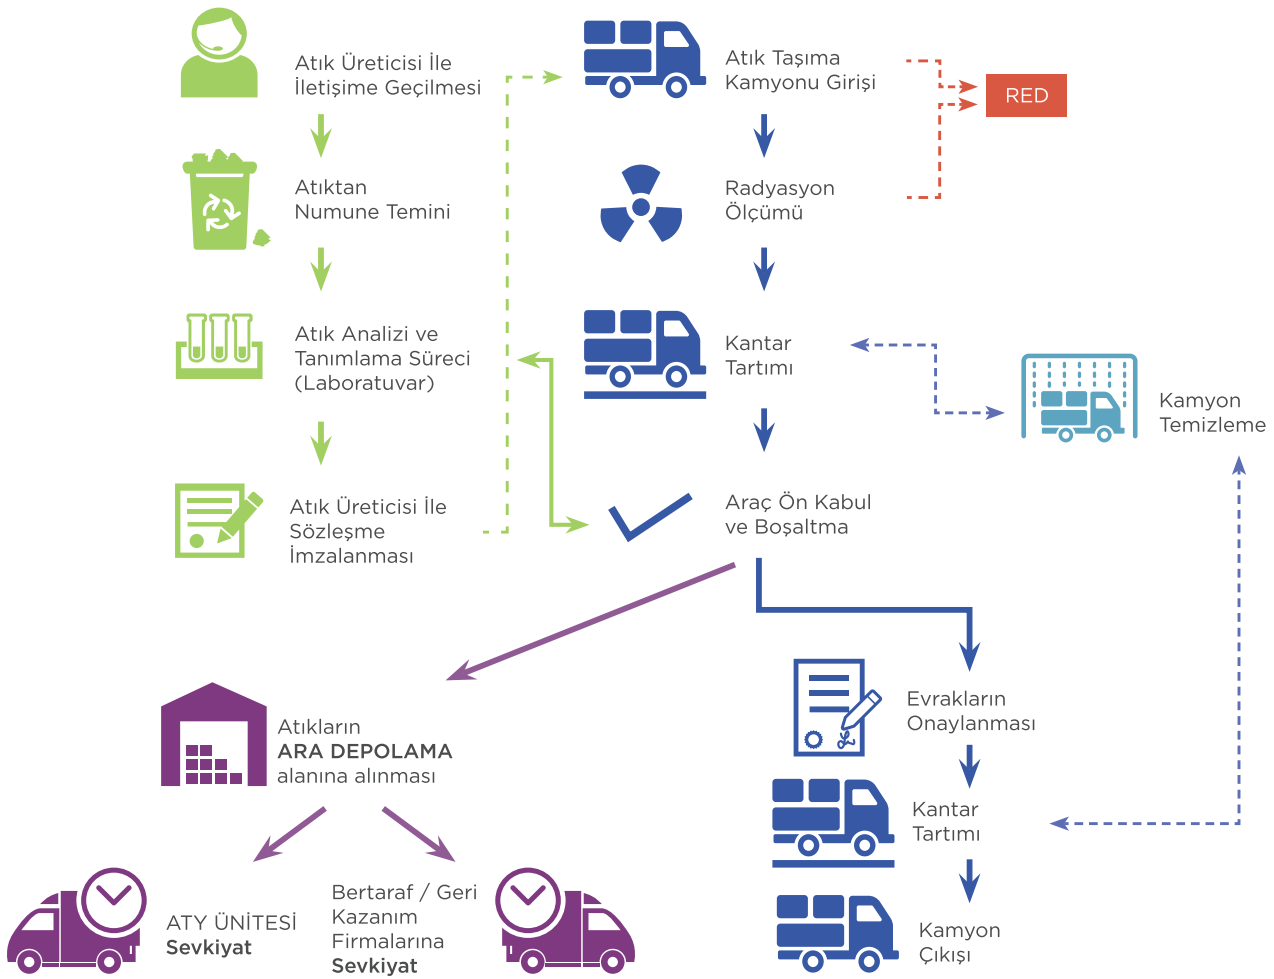 Atık Üreticisi İle
İletişime Geçilmesi
Atıktan
Numune Temini
Atık Analizi ve
Tanımlama Süreci
(Laboratuvar)
Atık Üreticisi İle
Sözleşme
İmzalanması
Atık Taşıma
Kamyonu Girişi
RED
Radyasyon
Ölçümü
Kantar
Tartımı
Kamyon
Temizleme
Araç Ön Kabul
ve Boşaltma
Atıkların
ARA DEPOLAMA
alanına alınması
ATY ÜNİTESİ
Sevkiyat
Bertaraf / Geri
Kazanım
Firmalarına
Sevkiyat
Evrakların
Onaylanması
Kantar
Tartımı
Kamyon
Çıkışı